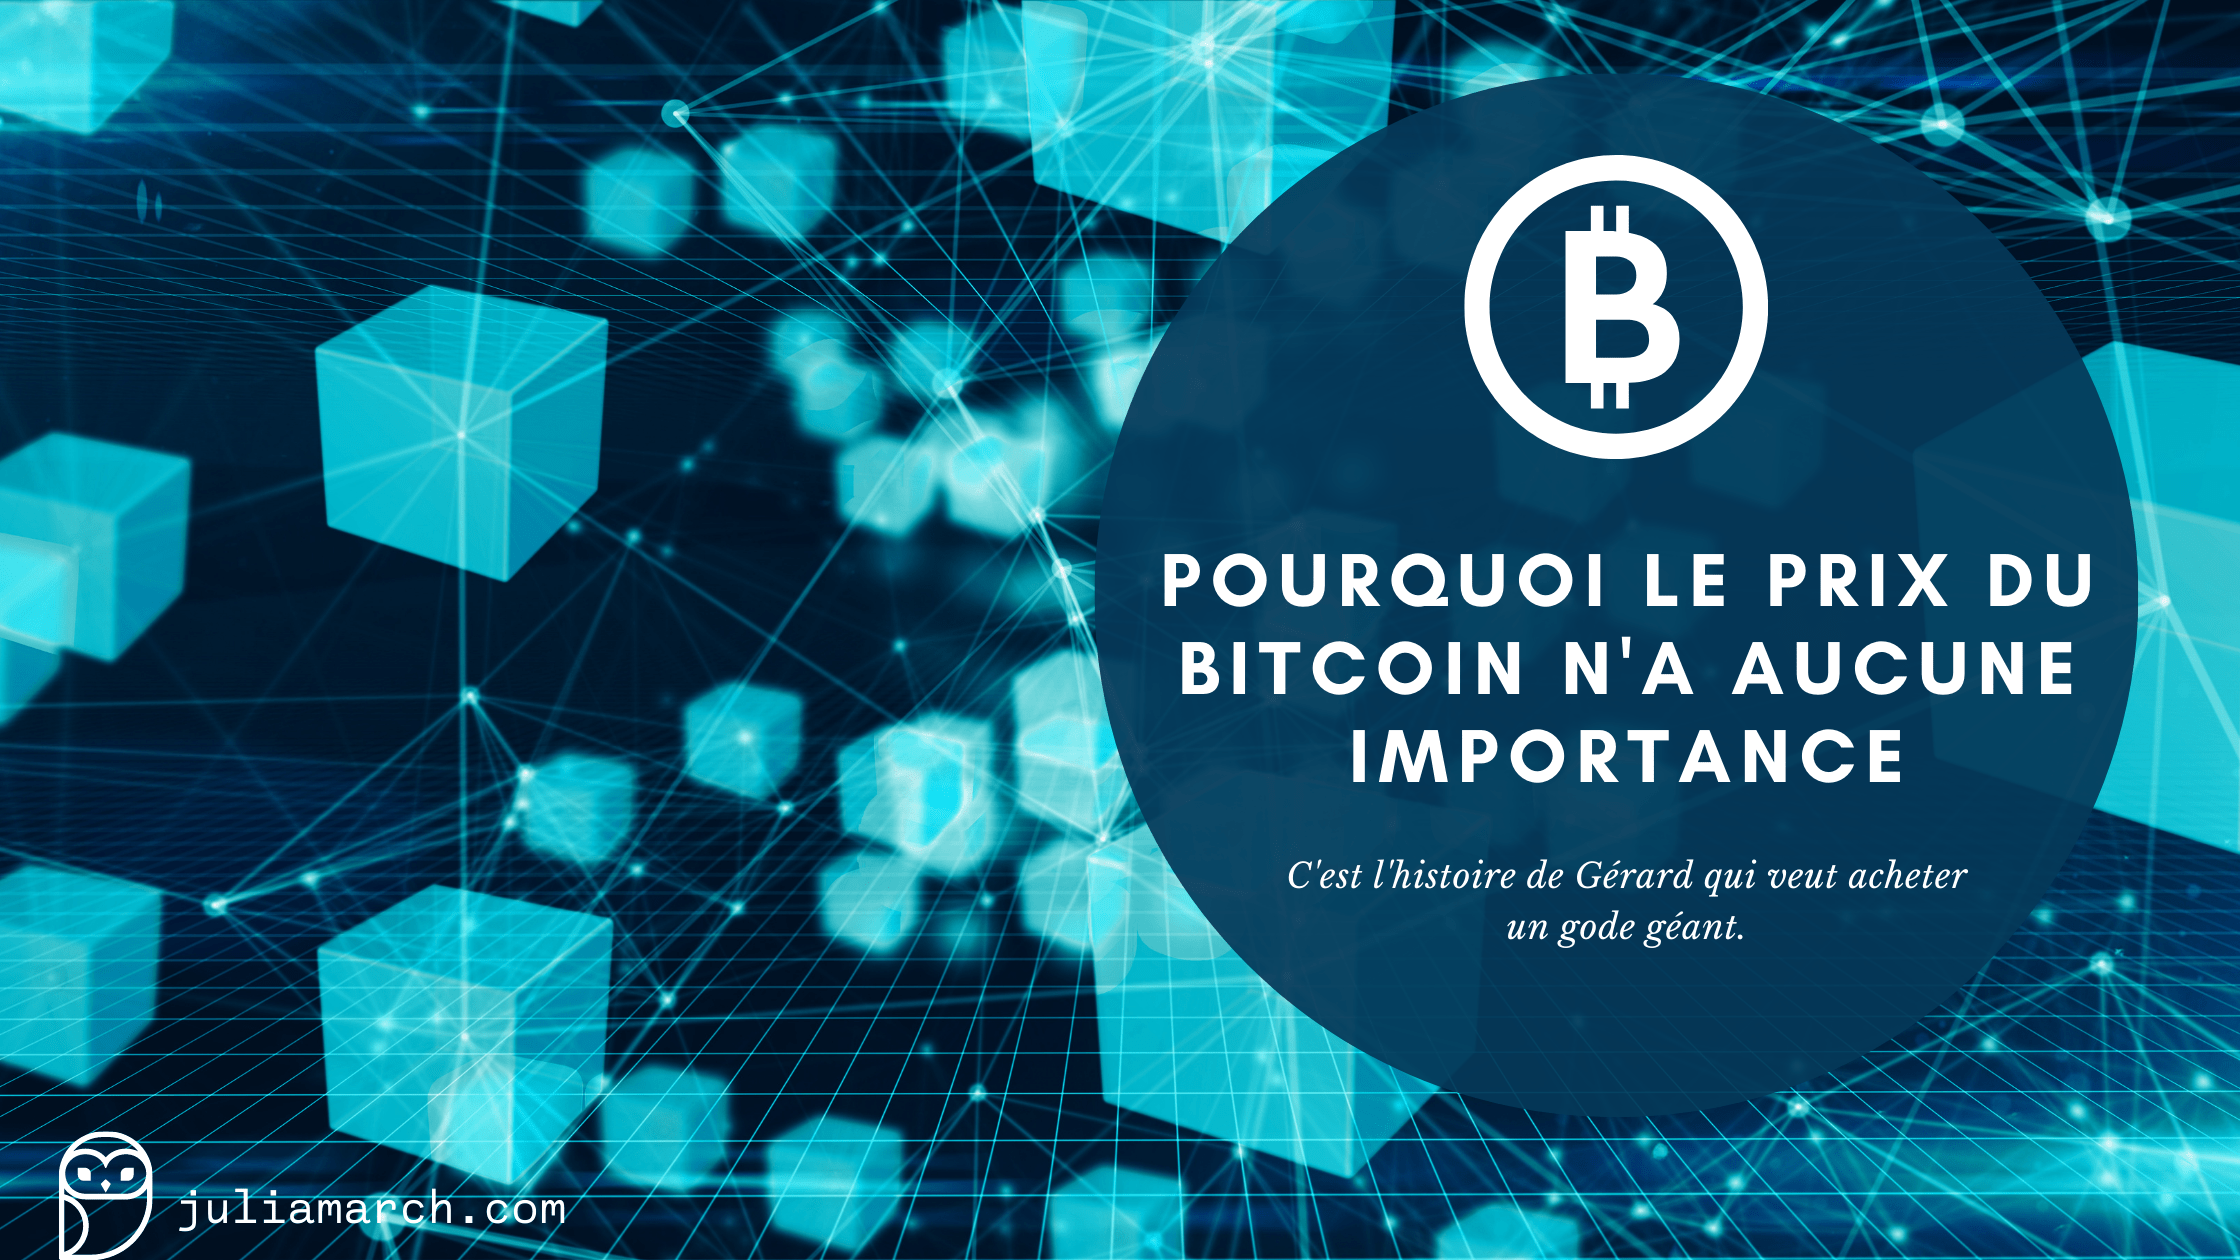 POURQUOI LE PRIX DU
BITCOIN N'A AUCUNE
IMPORTANCE
C'est l'histoire de Gérard qui veut acheter
un gode géant.
juliamarch.com